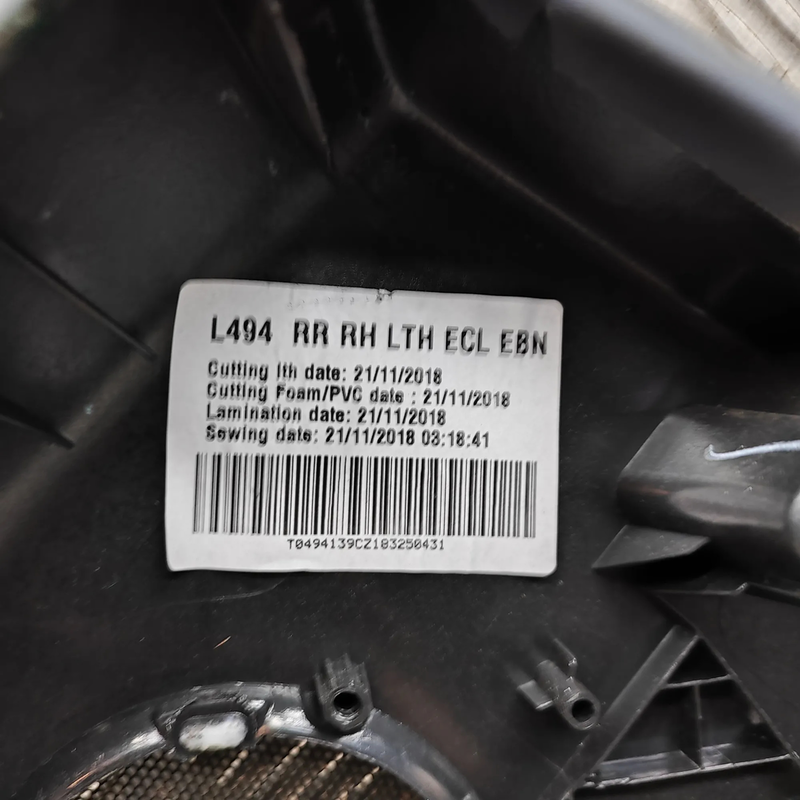 L494 RR RH LTH ECL EBN
Cutting lth date: 21/11/2018
Cutting Foam/PVC date : 21/11/2018
Lamination date: 21/11/2018
Sewing date: 21/11/2018 03:18:41
T0494139CZ183250431